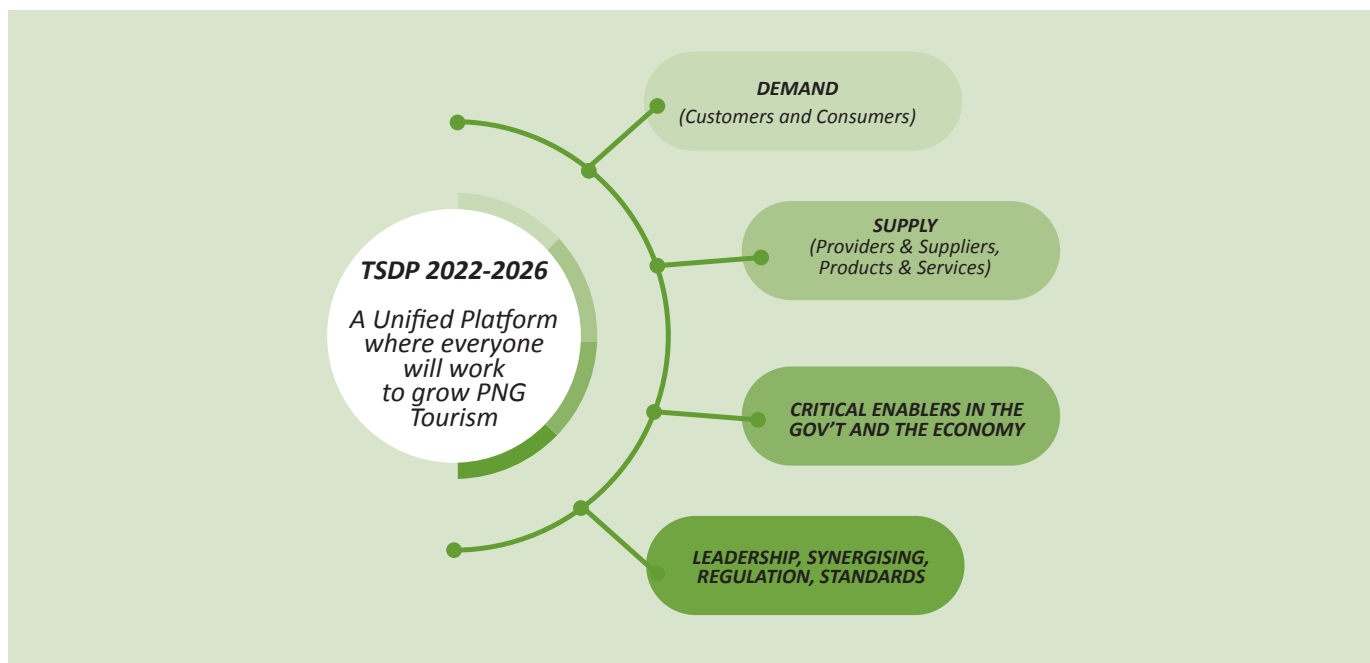 DEMAND
(Customers and Consumers)
SUPPLY
(Providers & Suppliers,
Products & Services)
TSDP 2022-2026
A Unified Platform
where everyone
will work
to grow PNG
Tourism
CRITICAL ENABLERS IN THE
GOV'T AND THE ECONOMY
LEADERSHIP, SYNERGISING,
REGULATION, STANDARDS